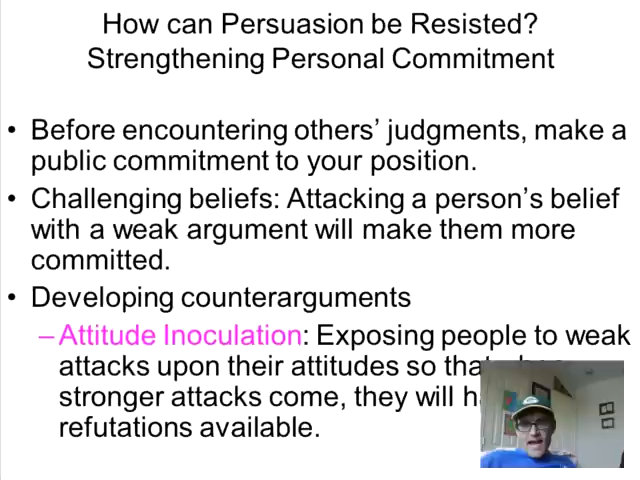 How can Persuasion be Resisted?
Strengthening Personal Commitment
• Before encountering others' judgments, make a
public commitment to your position.
• Challenging beliefs: Attacking a person's belief
with a weak argument will make them more
committed.
• Developing counterarguments
–Attitude Inoculation: Exposing people to weak
attacks upon their attitudes so that
stronger attacks come, they will
refutations available.